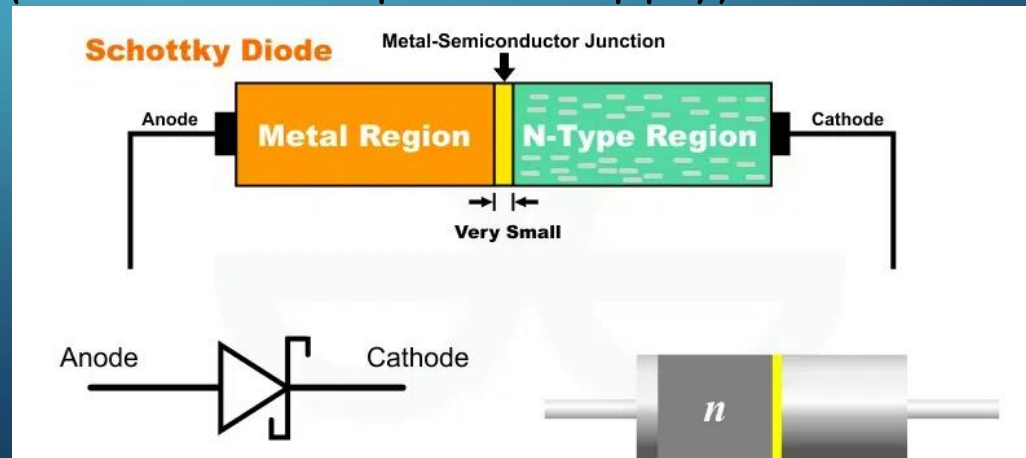 Schottky Diode
Metal-Semiconductor Junction
Anode
Metal Region
N-Type Region
Cathode
Very Small
Anode
Cathode
n